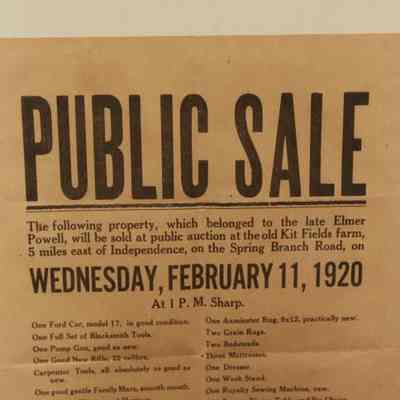 PUBLIC SALE
The following property, which belonged to the late Elmer
Powell, will be sold at public auction at the old Kit Fields farm,
5 miles east of Independence, on the Spring Branch Road, on
WEDNESDAY, FEBRUARY 11, 1920
At 1 P. M. Sharp.
One Ford Car, model 17, in good condition.
One Full Set of Blacksmith Tools.
One Pump Gun, good as new.
One Good New Rifle, 22 calibre.
Carpenter Tools, all absolutely as good as
new.
One good gentle Family Mare, smooth mouth.
One Axminster Rug, 9x12, practically new.
Two Grain Rugs.
Two Bedsteads.
Three Mattresses.
One Dresser.
One Wash Stand.
One Royalty Sewing Machine, new.